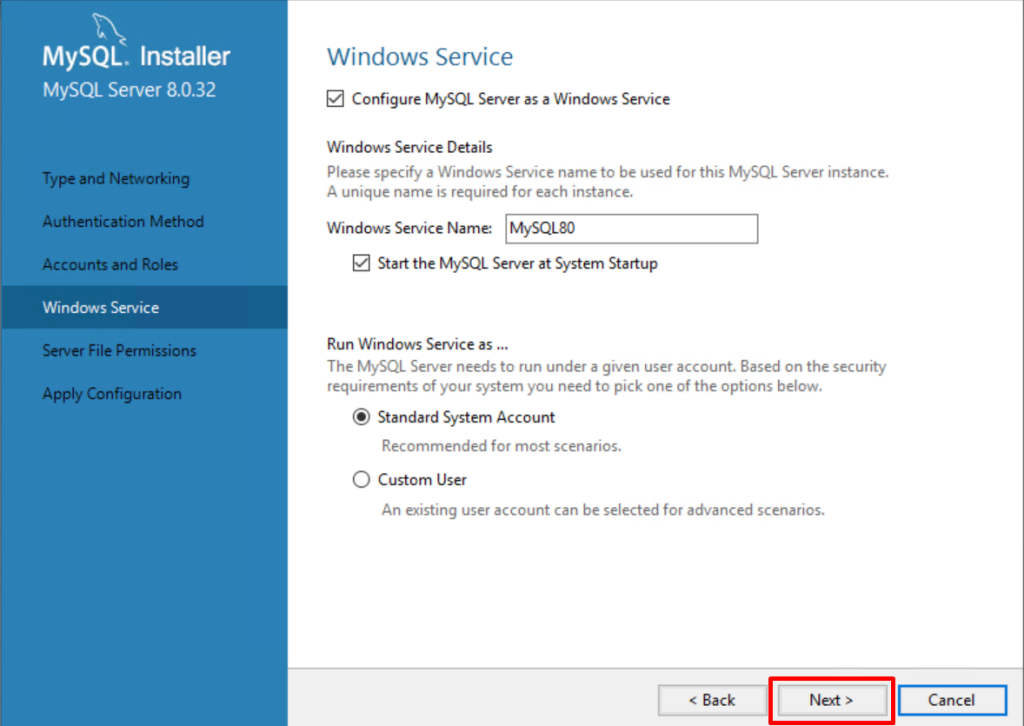 MySQL. Installer
MySQL Server 8.0.32
Type and Networking
Authentication Method
Accounts and Roles
Windows Service
Server File Permissions
Apply Configuration
Windows Service
Configure MySQL Server as a Windows Service
Windows Service Details
Please specify a Windows Service name to be used for this MySQL Server instance.
A unique name is required for each instance.
Windows Service Name: MySQL80
Start the MySQL Server at System Startup
Run Windows Service as ...
The MySQL Server needs to run under a given user account. Based on the security
requirements of your system you need to pick one of the options below.
Standard System Account
Recommended for most scenarios.
Custom User
An existing user account can be selected for advanced scenarios.
< Back Next > Cancel